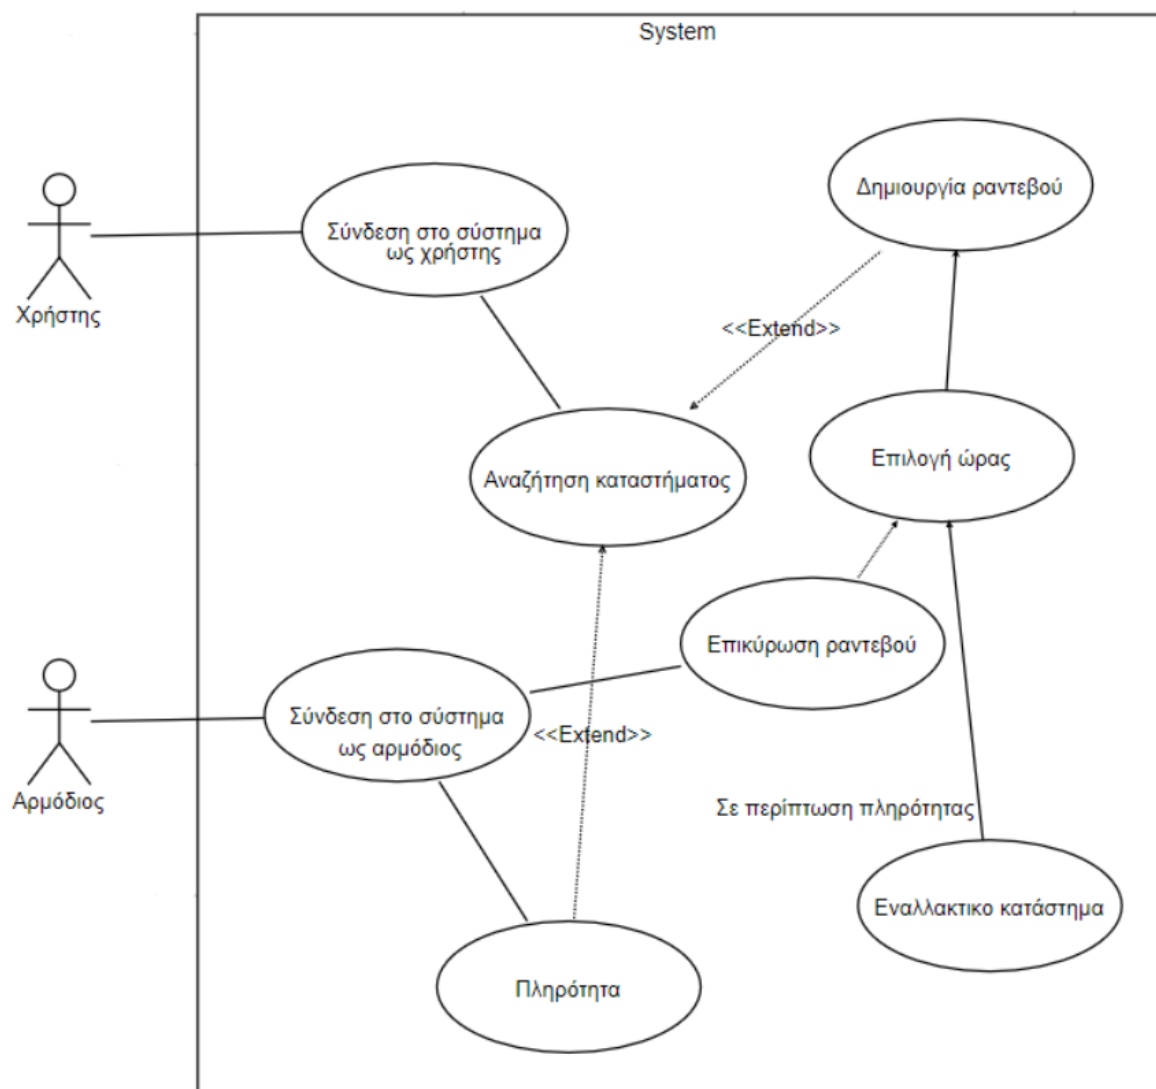 System
Δημιουργία ραντεβού
Σύνδεση στο σύστημα
ως χρήστης
Χρήστης
<<Extend>>
Επιλογή ώρας
Αναζήτηση καταστήματος
Επικύρωση ραντεβού
Σύνδεση στο σύστημα
ως αρμόδιος
<<Extend>>
Αρμόδιος
Σε περίπτωση πληρότητας
Εναλλακτικο κατάστημα
Πληρότητα